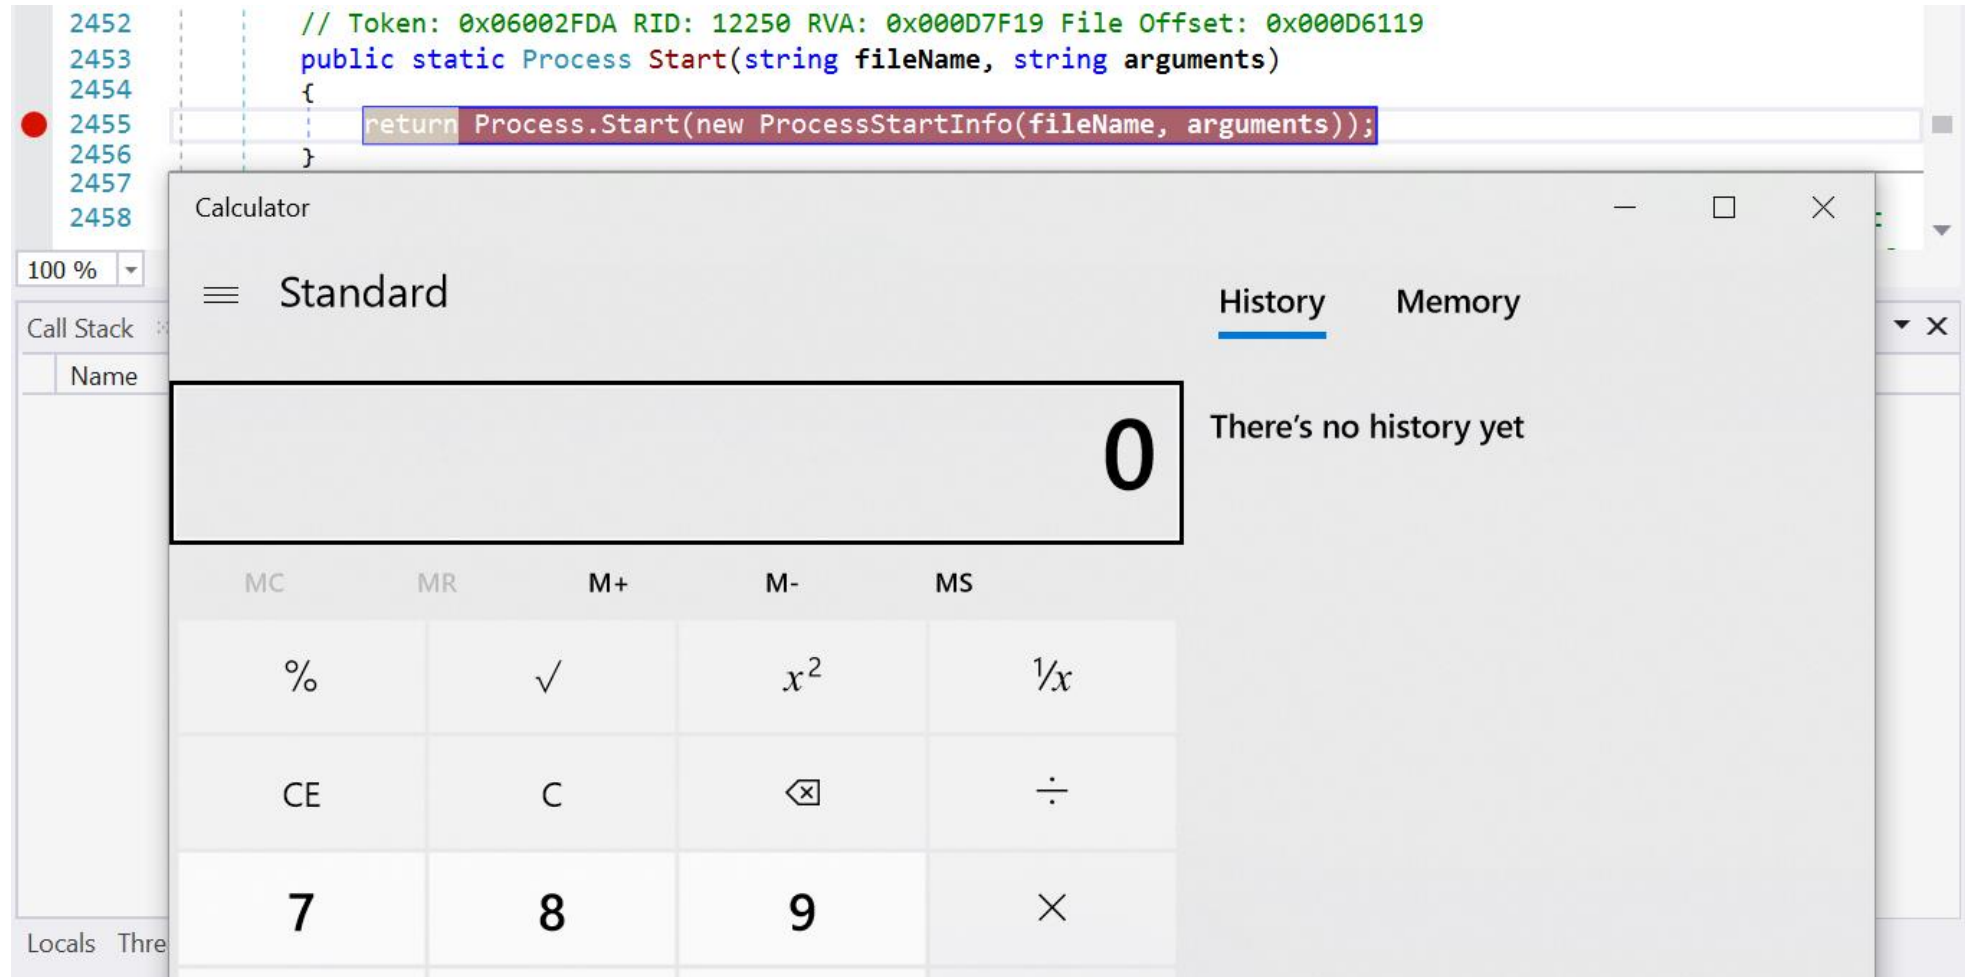 2452 // Token: 0x06002FDA RID: 12250 RVA: 0x000D7F19 File Offset: 0x000D6119
2453 public static Process Start(string fileName, string arguments)
2454 {
2455 return Process.Start(new ProcessStartInfo(fileName, arguments));
2456 }
2457
2458
100 %
Call Stack
Name
Locals Thre
Calculator
Standard
History Memory
0
There's no history yet
MC MR M+ M- MS
% √ x² ¹/x
CE C ÷
7 8 9 ×